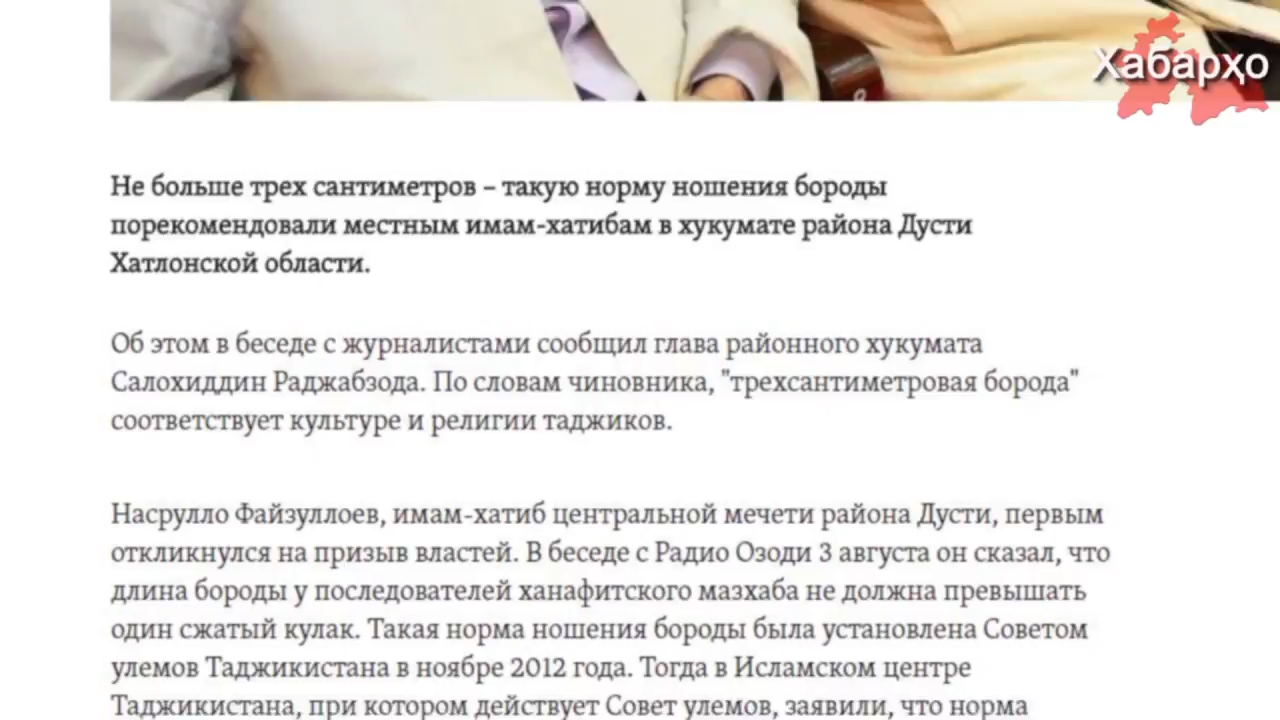 Хабарҳо
Не больше трех сантиметров – такую норму ношения бороды
порекомендовали местным имам-хатибам в хукумате района Дусти
Хатлонской области.
Об этом в беседе с журналистами сообщил глава районного хукумата
Салохиддин Раджабзода. По словам чиновника, "трехсантиметровая борода"
соответствует культуре и религии таджиков.
Насрулло Файзуллоев, имам-хатиб центральной мечети района Дусти, первым
откликнулся на призыв властей. В беседе с Радио Озоди 3 августа он сказал, что
длина бороды у последователей ханафитского мазхаба не должна превышать
один сжатый кулак. Такая норма ношения бороды была установлена Советом
улемов Таджикистана в ноябре 2012 года. Тогда в Исламском центре
Таджикистана, при котором действует Совет улемов, заявили, что норма